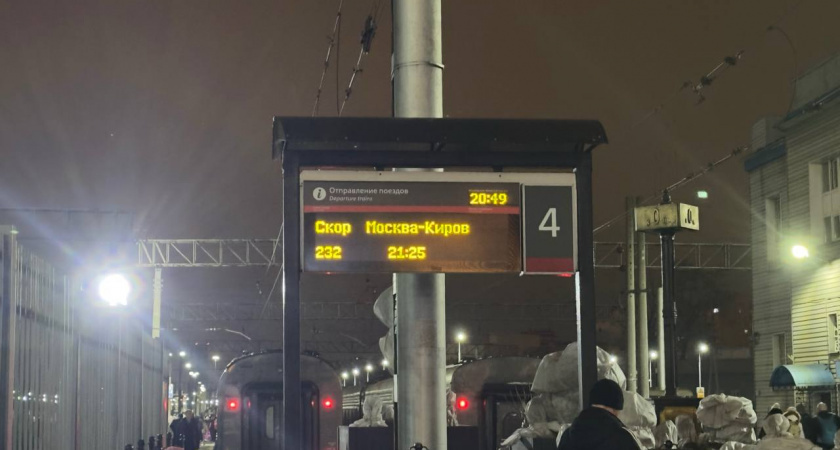 i Отправление поездов
Departure trains
20:49
Скор Москва-Киров
232 21:25
4